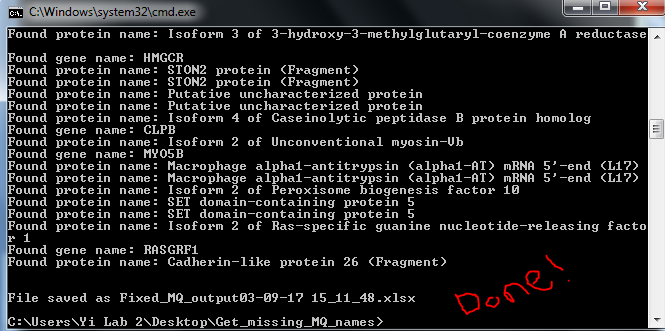 C:\Windows\system32\cmd.exe
Found protein name: Isoform 3 of 3-hydroxy-3-methylglutaryl-coenzyme A reductase
Found gene name: HMGCR
Found protein name: STON2 protein (Fragment)
Found protein name: STON2 protein (Fragment)
Found protein name: Putative uncharacterized protein
Found protein name: Putative uncharacterized protein
Found protein name: Isoform 4 of Caseinolytic peptidase B protein homolog
Found gene name: CLPB
Found protein name: Isoform 2 of Unconventional myosin-Vb
Found gene name: MYO5B
Found protein name: Macrophage alpha1-antitrypsin (alpha1-AT) mRNA 5'-end (L17)
Found protein name: Macrophage alpha1-antitrypsin (alpha1-AT) mRNA 5'-end (L17)
Found protein name: Isoform 2 of Peroxisome biogenesis factor 10
Found protein name: SET domain-containing protein 5
Found protein name: SET domain-containing protein 5
Found protein name: Isoform 2 of Ras-specific guanine nucleotide-releasing facto
r 1
Found gene name: RASGRF1
Found protein name: Cadherin-like protein 26 (Fragment)
Done!
File saved as Fixed_MQ_output03-09-17 15_11_48.xlsx
C:\Users\Yi Lab 2\Desktop\Get_missing_MQ_names>